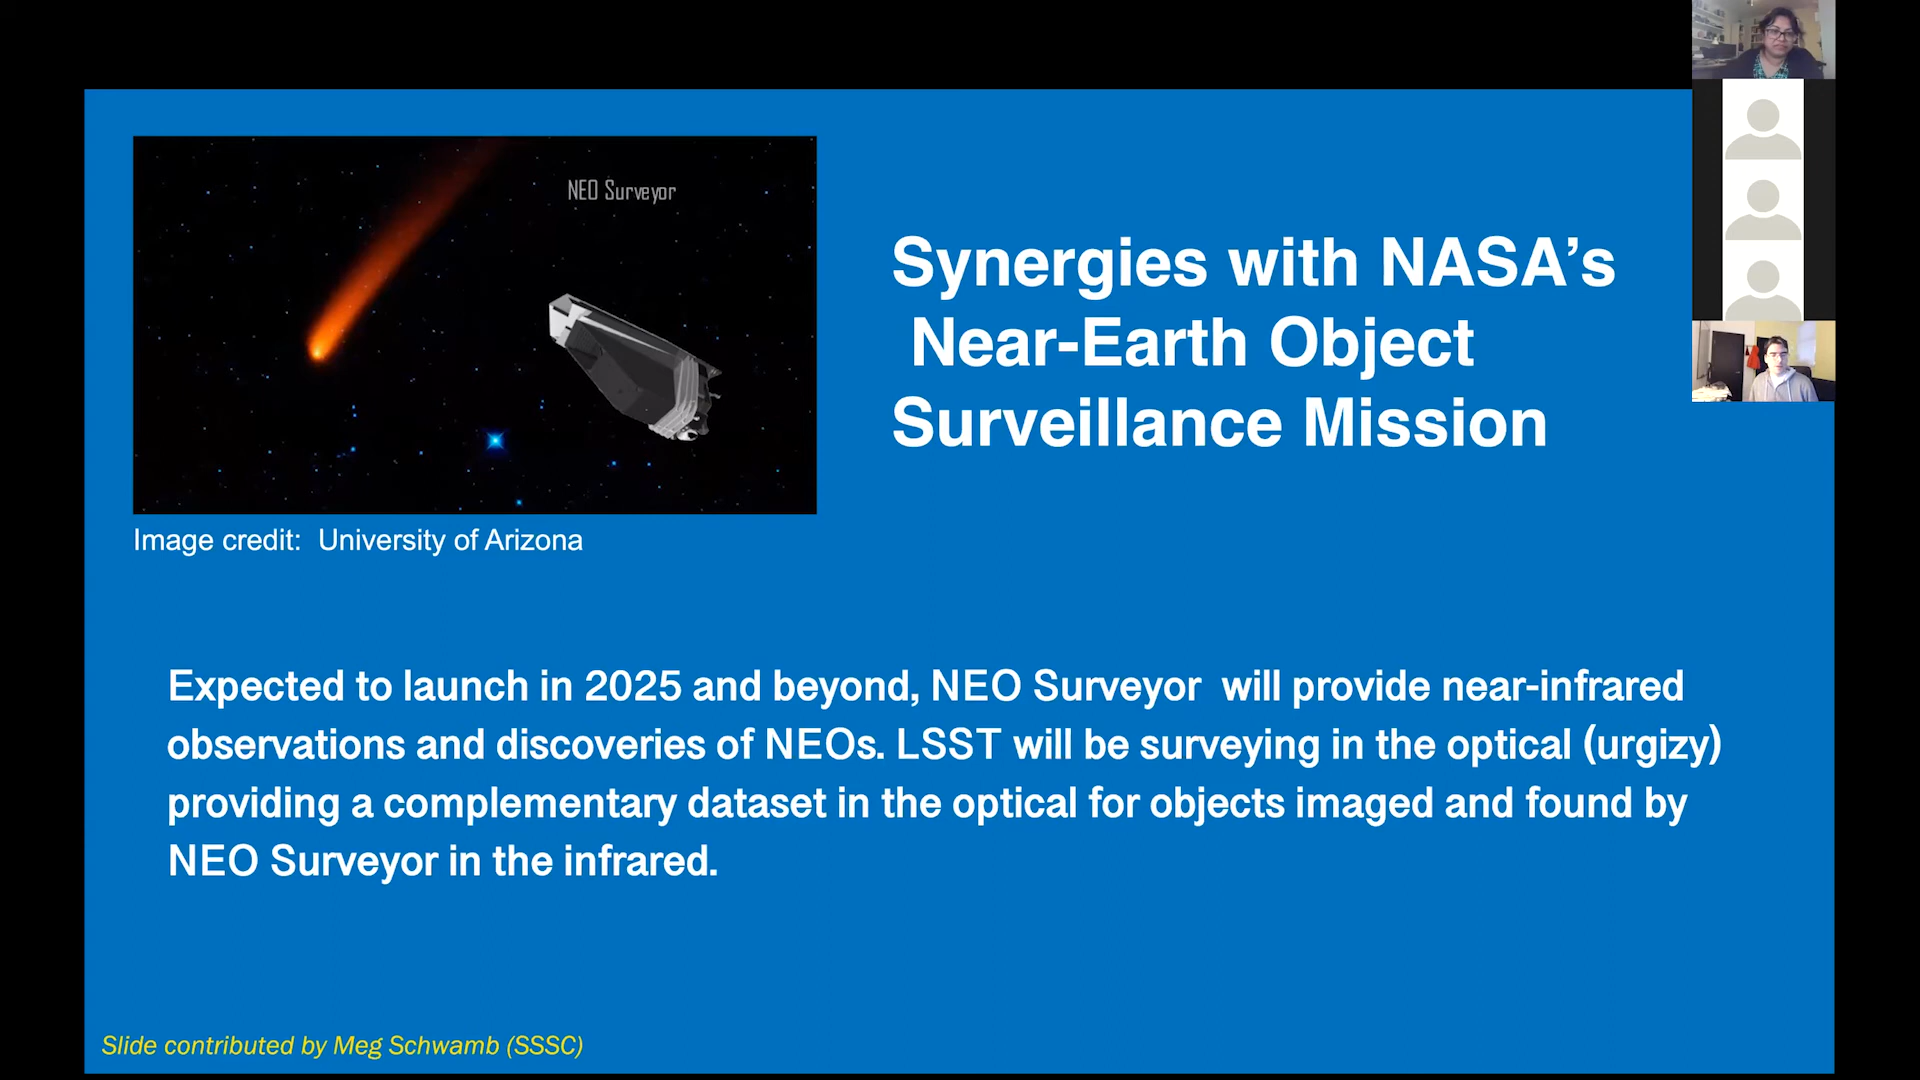 NEO Surveyor
Synergies with NASA's
Near-Earth Object
Surveillance Mission
Image credit: University of Arizona
Expected to launch in 2025 and beyond, NEO Surveyor will provide near-infrared
observations and discoveries of NEOs. LSST will be surveying in the optical (urgizy)
providing a complementary dataset in the optical for objects imaged and found by
NEO Surveyor in the infrared.
Slide contributed by Meg Schwamb (SSSC)